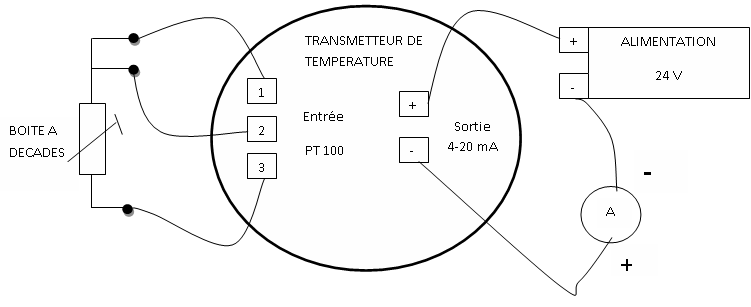 TRANSMETTEUR DE
TEMPERATURE
+
ALIMENTATION
24 V
-
1
2
3
Entrée
PT 100
+
-
Sortie
4-20 mA
BOITE A
DECADES
-
A
+